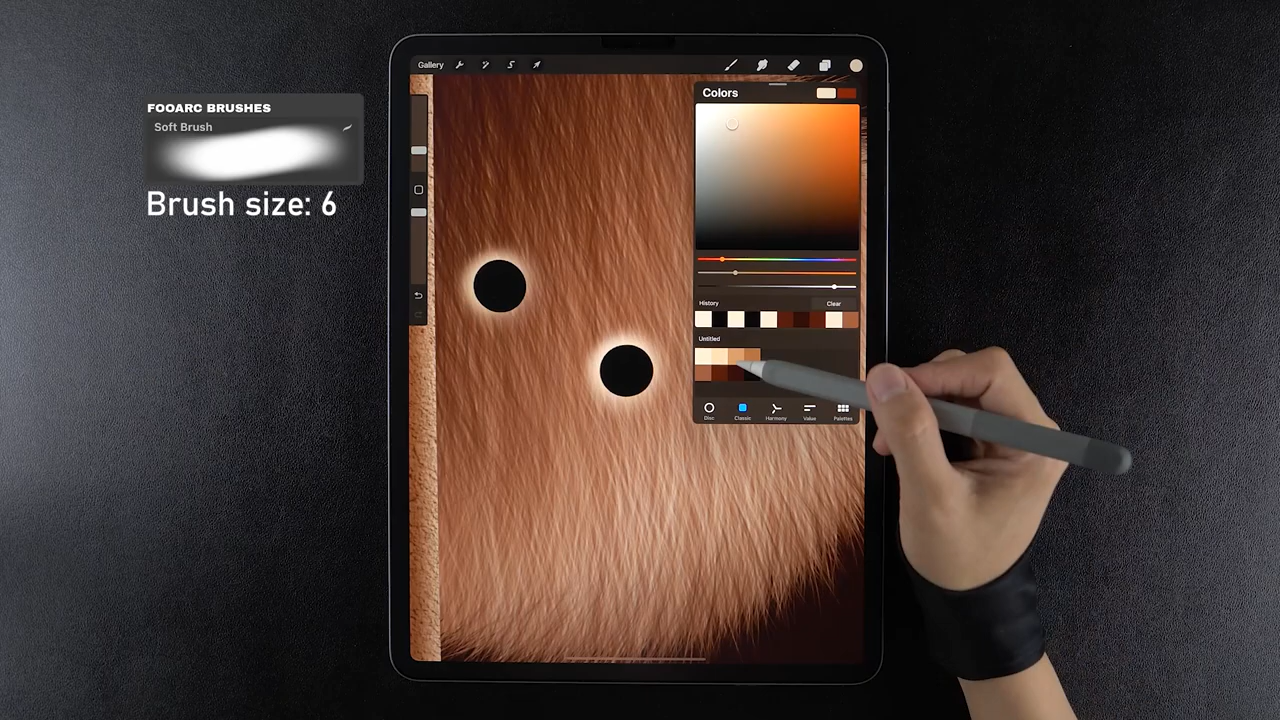 FOOARC BRUSHES
Soft Brush
Brush size: 6
Gallery
Colors
History
Clear
Untitled
Disc
Classic
Harmony
Value
Palettes